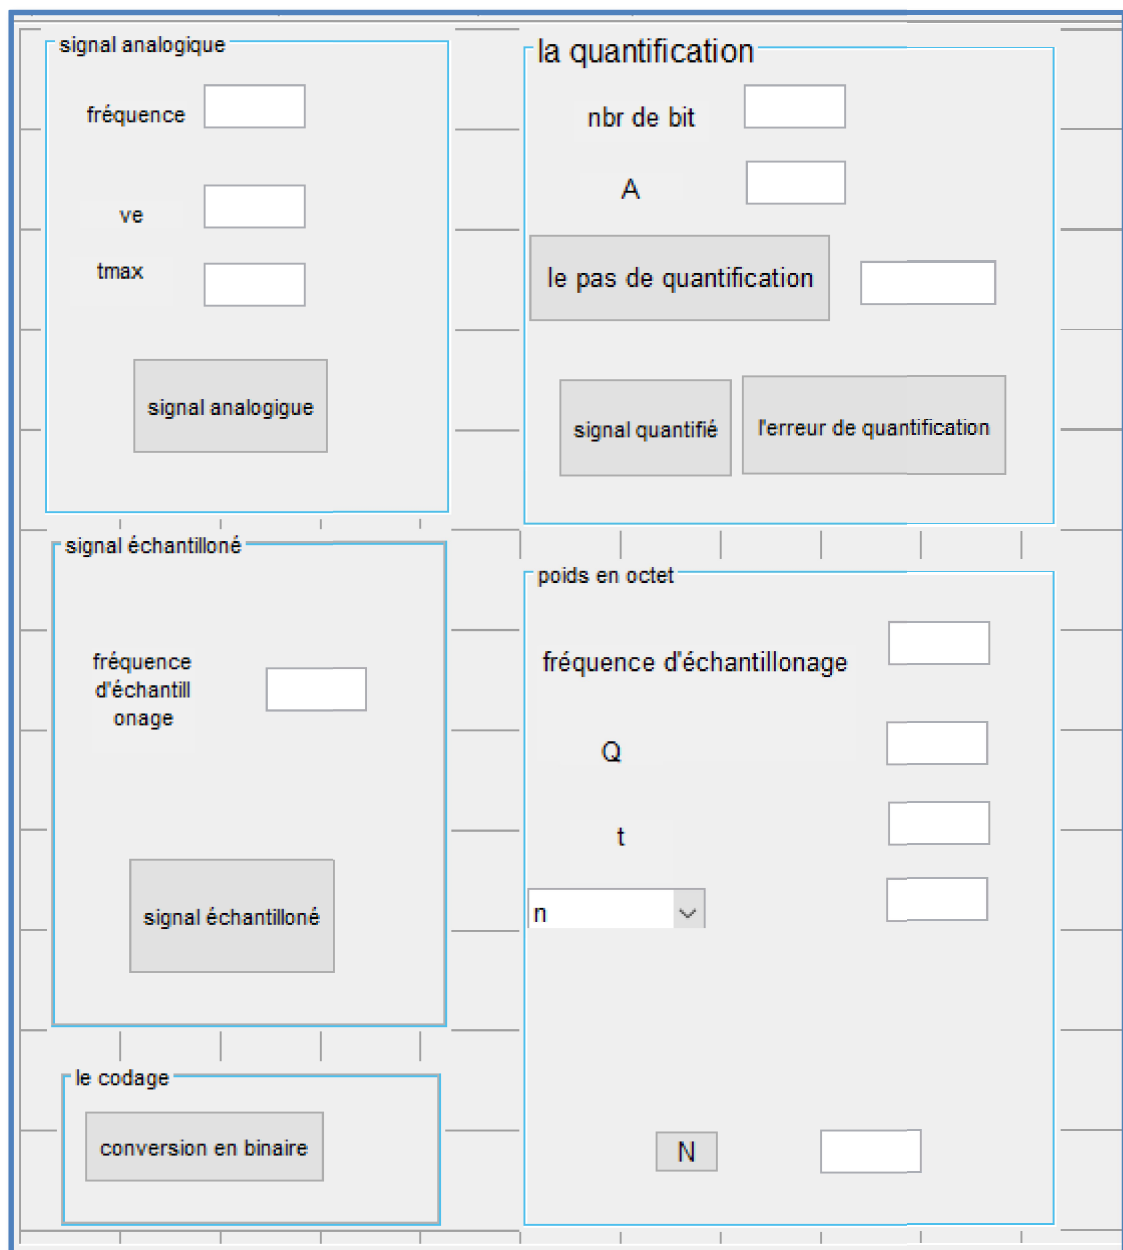 signal analogique
fréquence
ve
tmax
signal analogigue
la quantification
nbr de bit
A
le pas de quantification
signal quantifié
l'erreur de quantification
signal échantilloné
fréquence
d'échantill
onage
signal échantilloné
poids en octet
fréquence d'échantillonage
Q
t
n
N
le codage
conversion en binaire